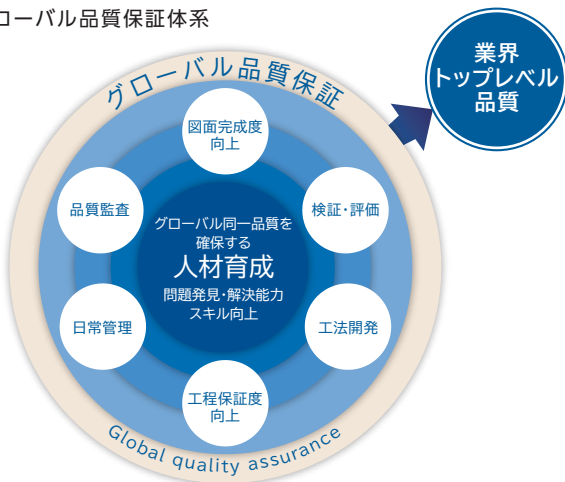 ローバル品質保証体系
業界
トップレベル
品質
グローバル品質保証
図面完成度
向上
品質監査
検証・評価
グローバル同一品質を
確保する
人材育成
問題発見・解決能力
スキル向上
日常管理
工法開発
工程保証度
向上
Global quality assurance